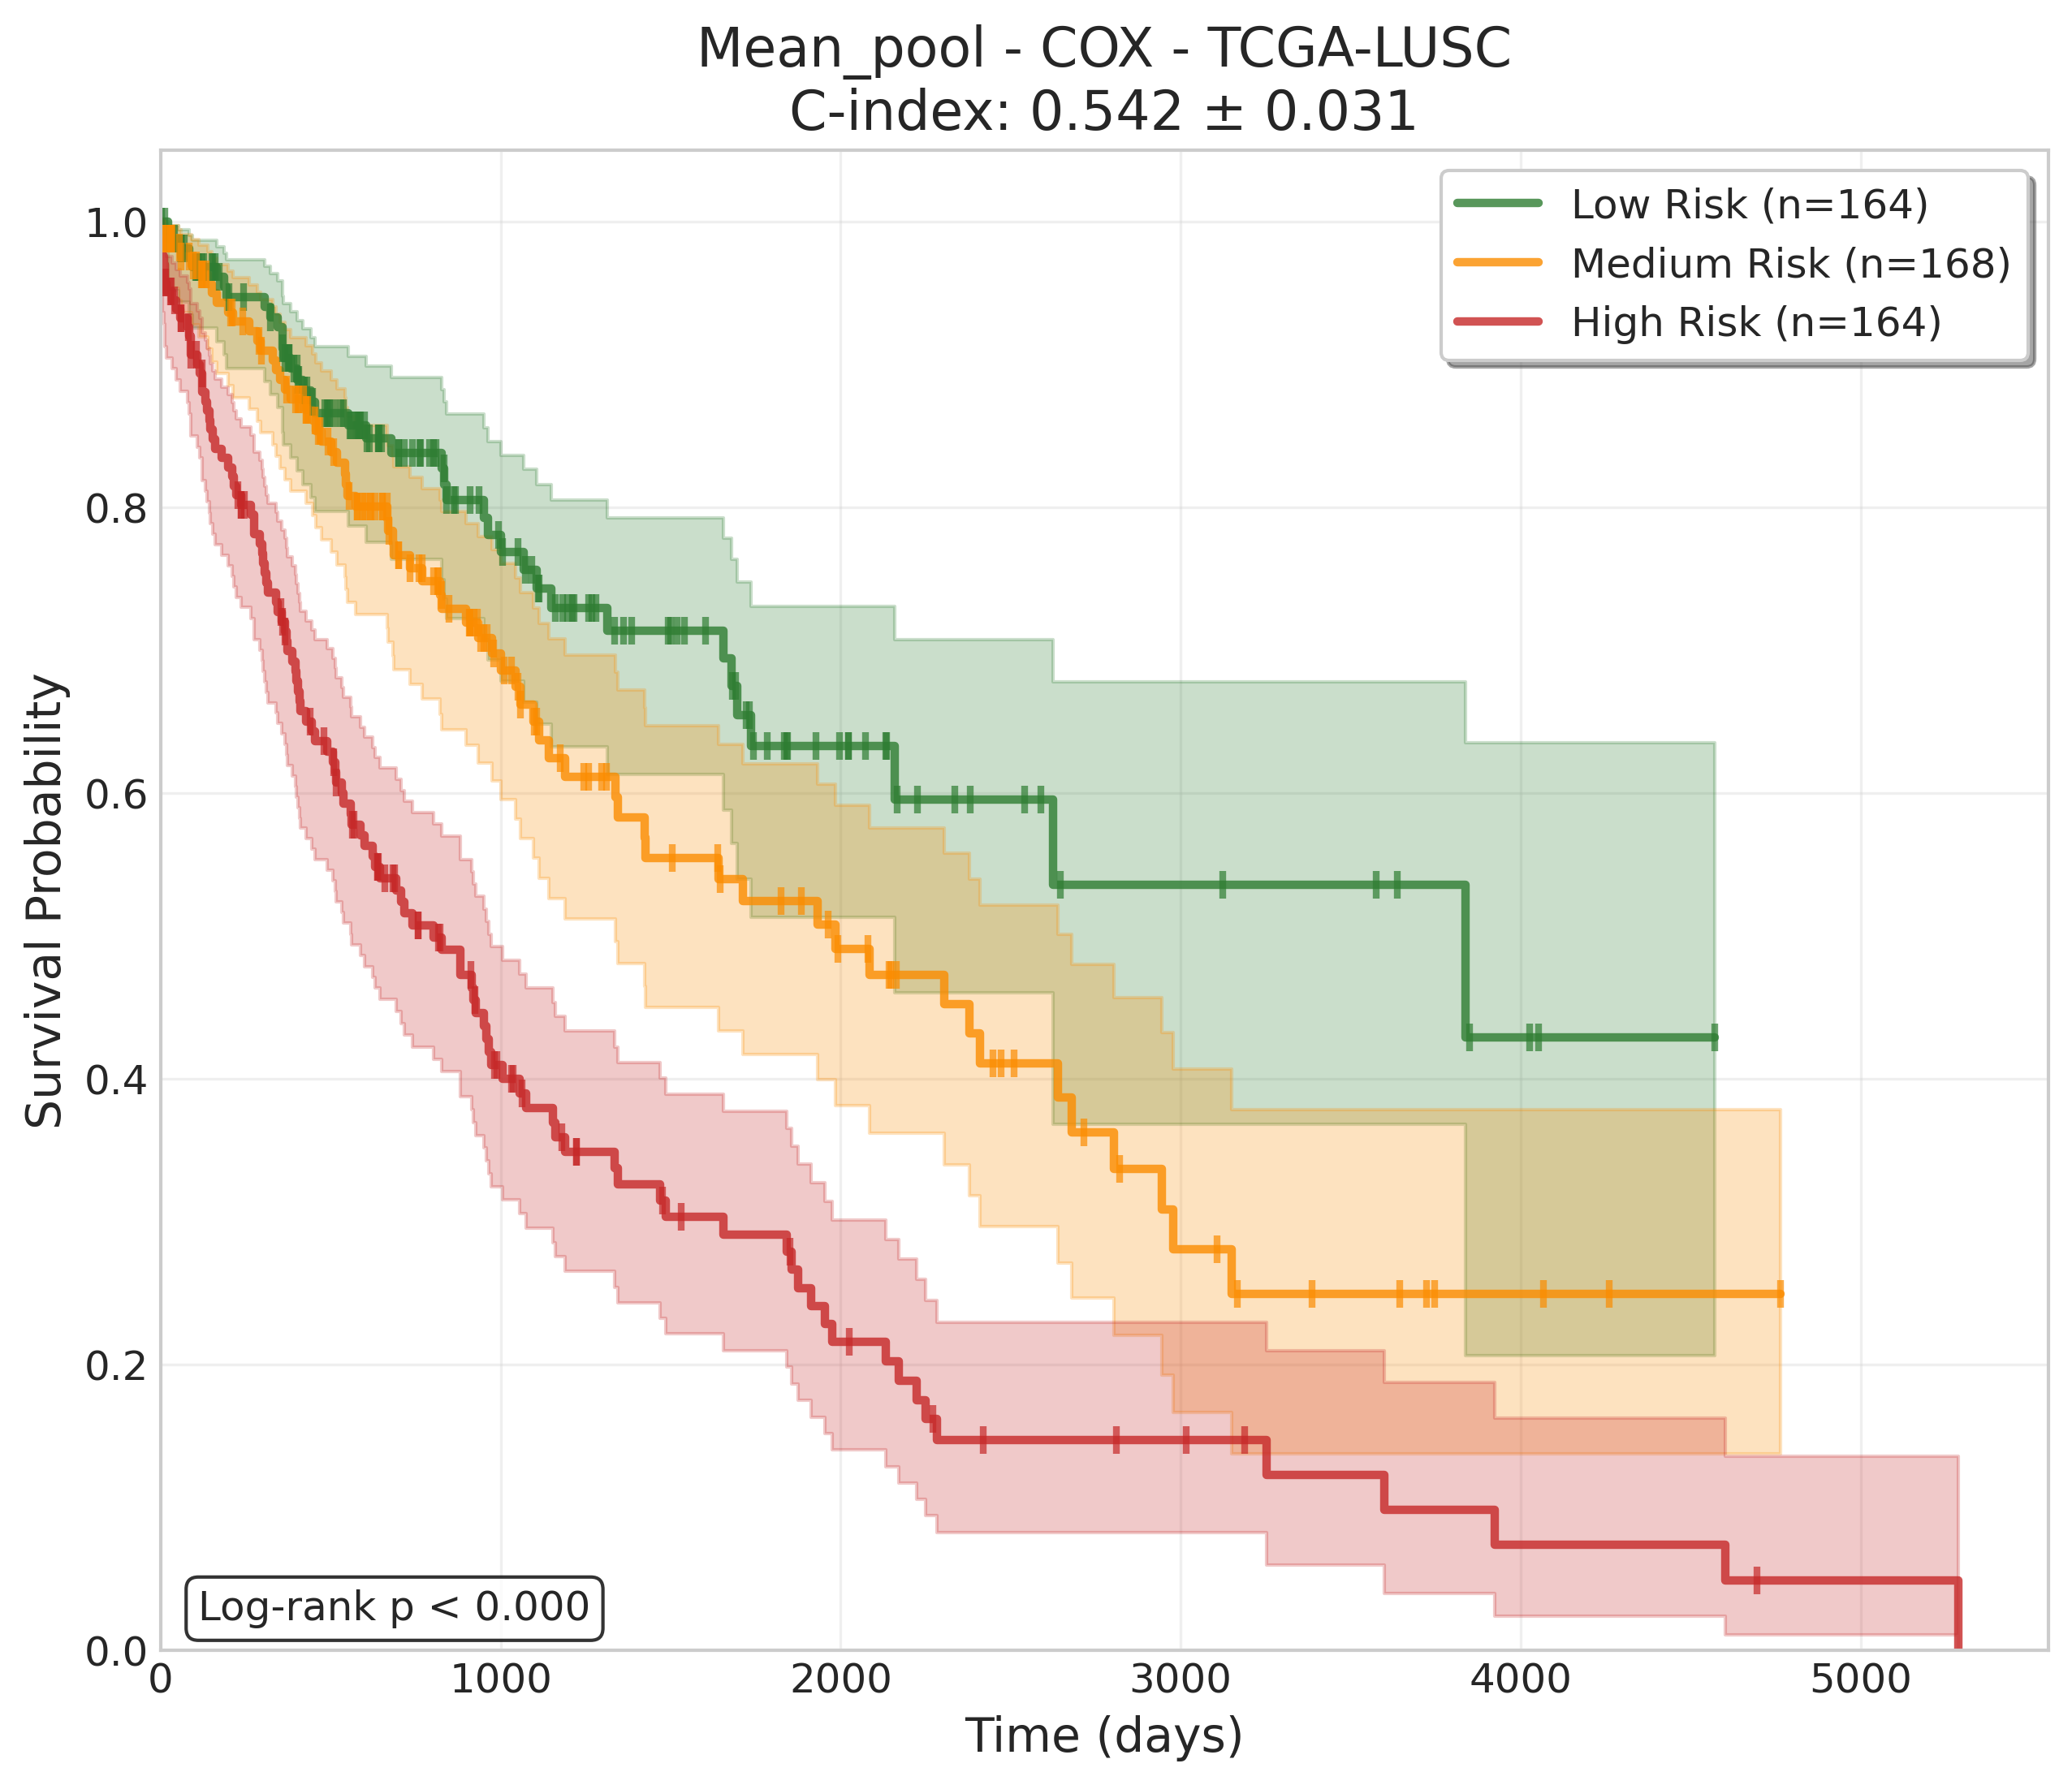 Mean_pool - COX - TCGA-LUSC
C-index: 0.542 ± 0.031
Low Risk (n=164)
Medium Risk (n=168)
High Risk (n=164)
Survival Probability
1.0
0.8
0.6
0.4
0.2
0.0
Log-rank p < 0.000
0 1000 2000 3000 4000 5000
Time (days)